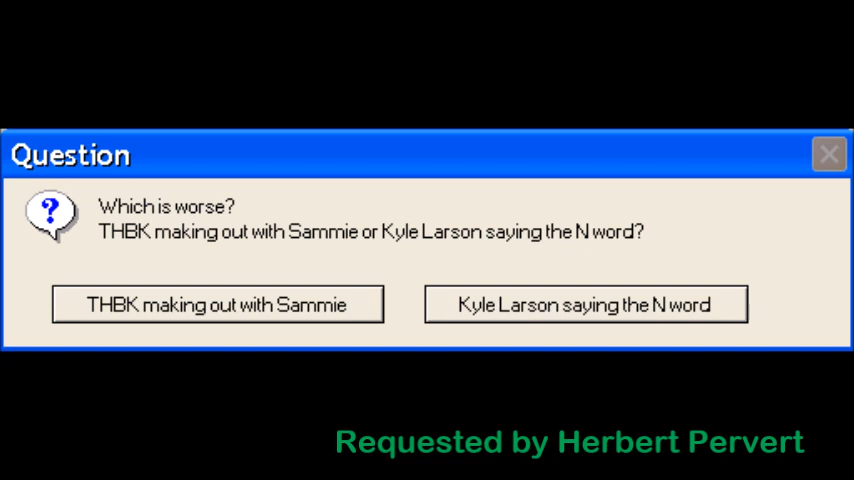 Question
Which is worse?
THBK making out with Sammie or Kyle Larson saying the N word?
THBK making out with Sammie
Kyle Larson saying the N word
Requested by Herbert Pervert